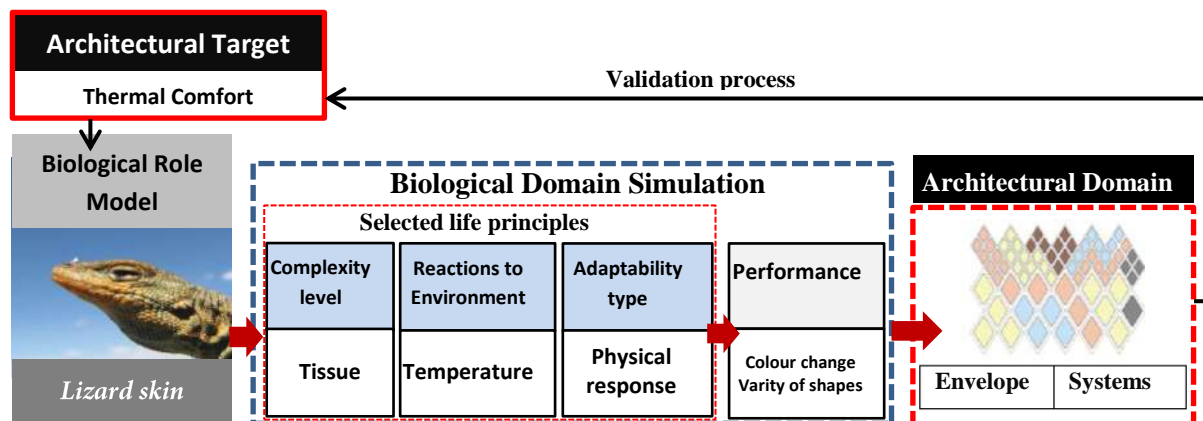 Architectural Target
Thermal Comfort
Validation process
Biological Role
Model
Lizard skin
Biological Domain Simulation
Selected life principles
Complexity
level
Reactions to
Environment
Adaptability
type
Performance
Tissue
Temperature
Physical
response
Colour change
Varity of shapes
Architectural Domain
Envelope
Systems